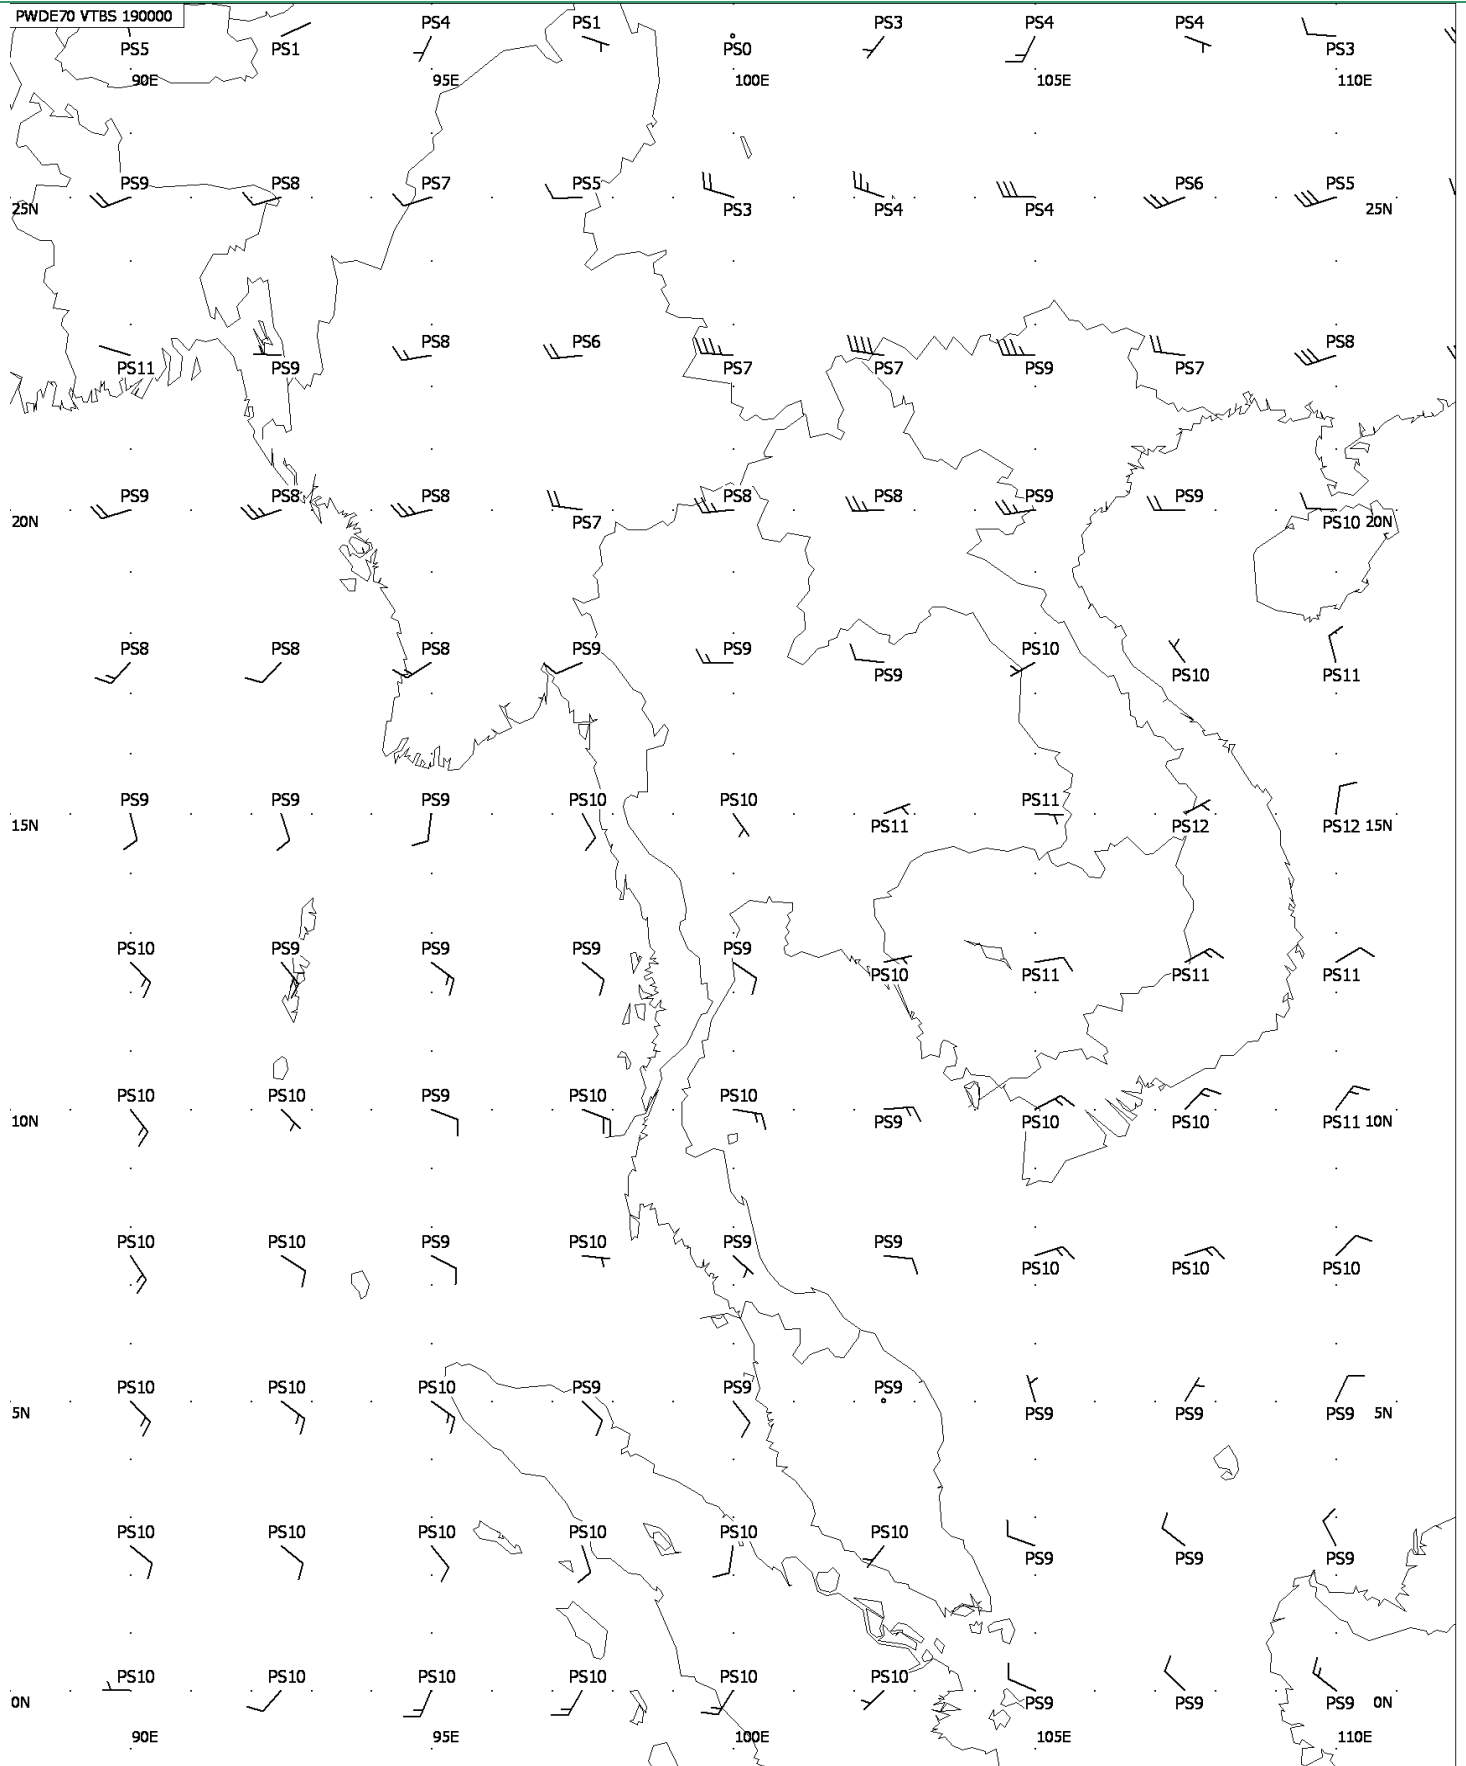 PWDE70 VTBS 190000
PS5 PS1 PS4 PS1 PS0 PS3 PS4 PS4 PS3
90E 95E 100E 105E 110E
PS9 PS8 PS7 PS5 PS3 PS4 PS4 PS6 PS5
25N 25N
PS11 PS9 PS8 PS6 PS7 PS7 PS9 PS7 PS8
PS9 PS8 PS8 PS7 PS8 PS8 PS9 PS9 PS10
20N 20N
PS8 PS8 PS8 PS9 PS9 PS9 PS10 PS10 PS11
PS9 PS9 PS9 PS10 PS10 PS11 PS11 PS12 PS12
15N 15N
PS10 PS9 PS9 PS9 PS9 PS10 PS11 PS11 PS11
PS10 PS10 PS9 PS10 PS10 PS9 PS10 PS10 PS11
10N 10N
PS10 PS10 PS9 PS10 PS9 PS9 PS10 PS10 PS10
PS10 PS10 PS10 PS9 PS9 PS9 PS9 PS9 PS9
5N 5N
PS10 PS10 PS10 PS10 PS10 PS10 PS9 PS9 PS9
PS10 PS10 PS10 PS10 PS10 PS10 PS9 PS9 PS9
0N 0N
90E 95E 100E 105E 110E